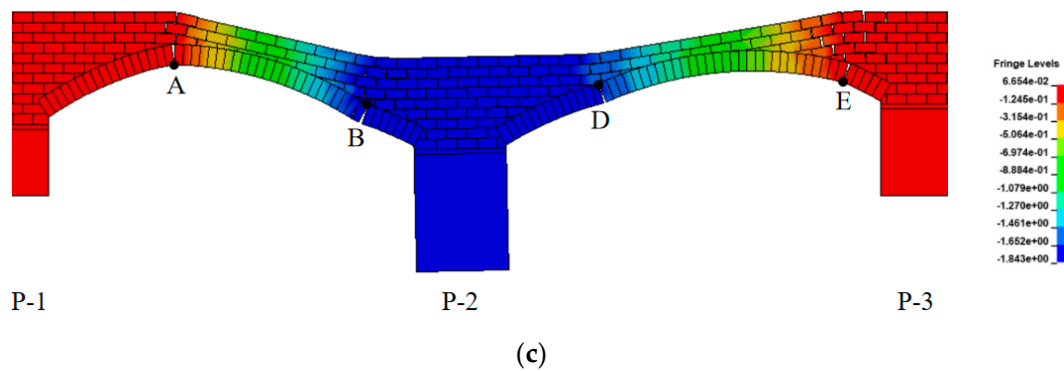 Fringe Levels
6.654e-02
-1.245e-01
-3.154e-01
-5.064e-01
-6.974e-01
-8.884e-01
-1.079e+00
-1.270e+00
-1.461e+00
-1.652e+00
-1.843e+00
A
B
D
E
P-1
P-2
P-3
(c)